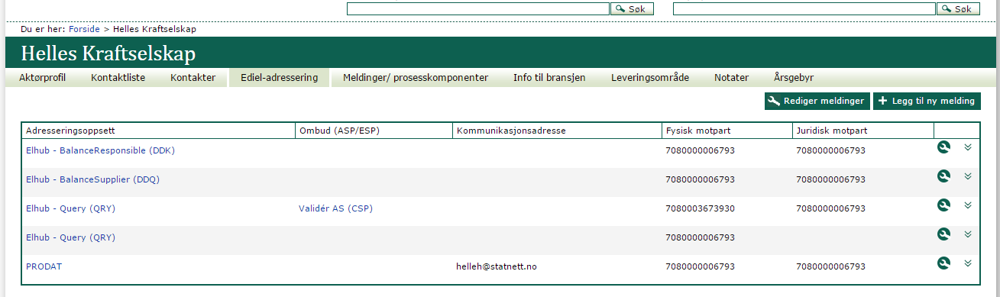 Søk Søk
Du er her: Forside > Helles Kraftselskap
Helles Kraftselskap
Aktørprofil Kontaktliste Kontakter Ediel-adressering Meldinger/ prosesskomponenter Info til bransjen Leveringsområde Notater Årsgebyr
Rediger meldinger Legg til ny melding
Adresseringsoppsett Ombud (ASP/ESP) Kommunikasjonsadresse Fysisk motpart Juridisk motpart
Elhub - BalanceResponsible (DDK) 7080000006793 7080000006793
Elhub - BalanceSupplier (DDQ) 7080000006793 7080000006793
Elhub - Query (QRY) Validér AS (CSP) 7080003673930 7080000006793
Elhub - Query (QRY) 7080000006793
PRODAT helleh@statnett.no 7080000006793 7080000006793